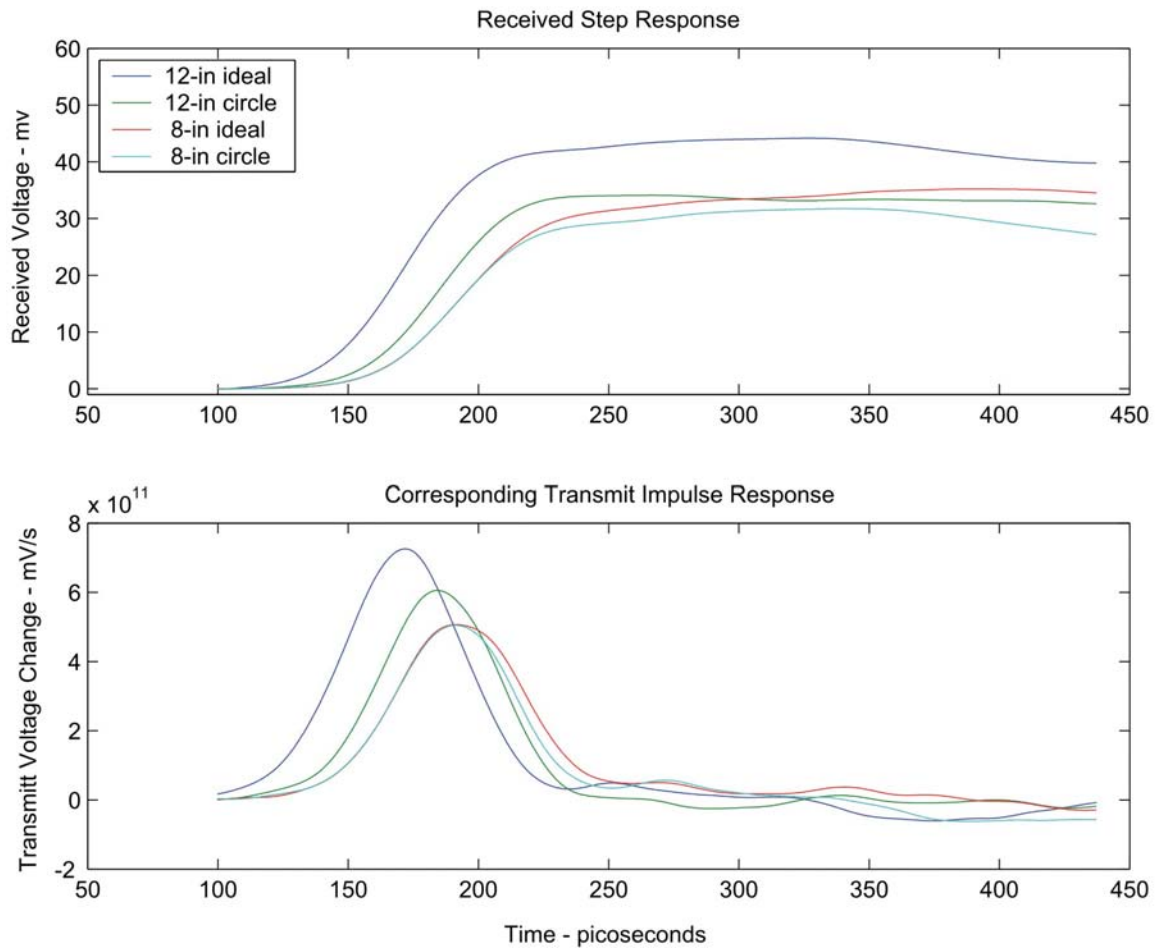 Received Step Response
Received Voltage - mv
60
50
40
30
20
10
0
12-in ideal
12-in circle
8-in ideal
8-in circle
50 100 150 200 250 300 350 400 450
x 10^11
Corresponding Transmit Impulse Response
Transmitt Voltage Change - mV/s
8
6
4
2
0
-2
50 100 150 200 250 300 350 400 450
Time - picoseconds